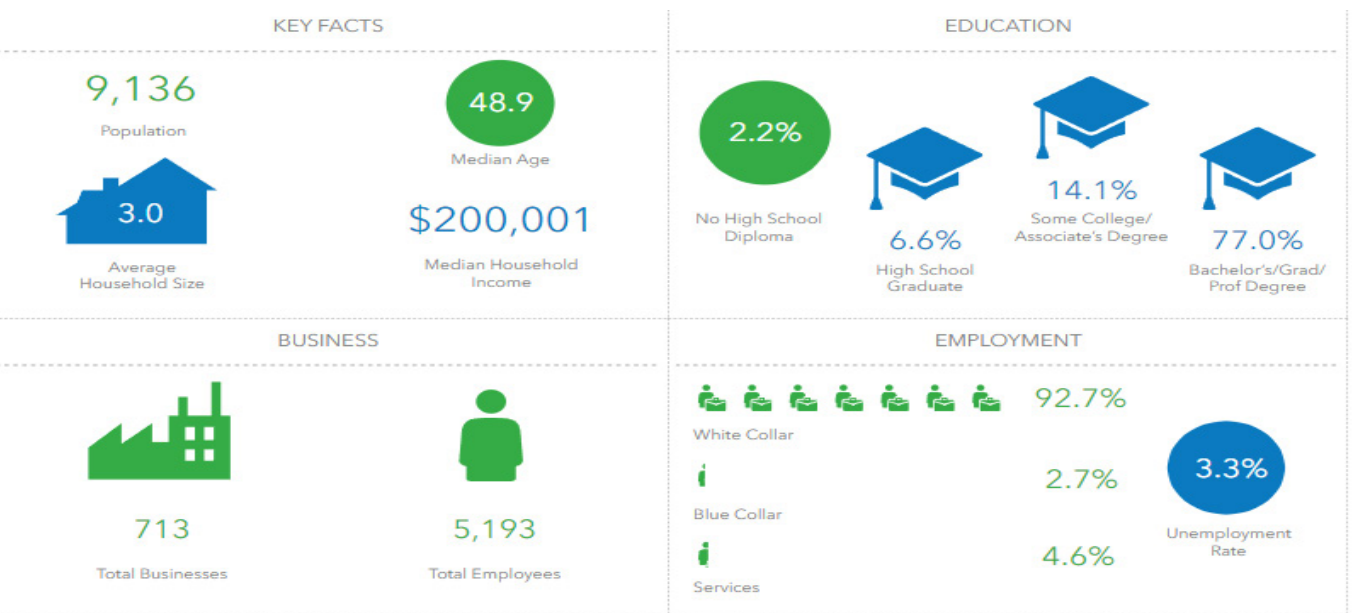 KEY FACTS
9,136
Population
48.9
Median Age
3.0
Average
Household Size
$200,001
Median Household
Income
EDUCATION
2.2%
No High School
Diploma
6.6%
High School
Graduate
14.1%
Some College/
Associate's Degree
77.0%
Bachelor's/Grad/
Prof Degree
BUSINESS
713
Total Businesses
5,193
Total Employees
EMPLOYMENT
92.7%
White Collar
2.7%
Blue Collar
4.6%
Services
3.3%
Unemployment
Rate